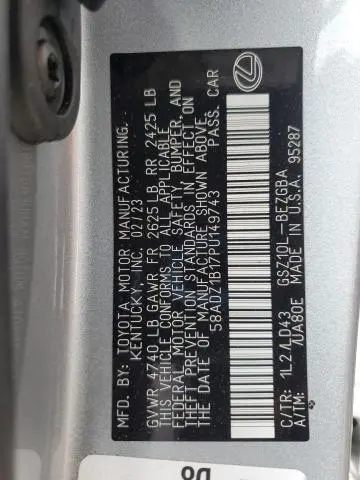 MFD. BY: TOYOTA MOTOR MANUFACTURING,
KENTUCKY, INC. 02/23
GVWR 4740 LB GAWR FR 2625 LB RR 2425 LB
THIS VEHICLE CONFORMS TO ALL APPLICABLE
FEDERAL MOTOR VEHICLE SAFETY, BUMPER, AND
THEFT PREVENTION STANDARDS IN EFFECT ON
THE DATE OF MANUFACTURE SHOWN ABOVE.
58ADZ1B17PU149743 PASS. CAR
C/TR: 1L2 /LD43 GSZ10L-BEZGBA
A/TM: /UA80E MADE IN U.S.A. 95287